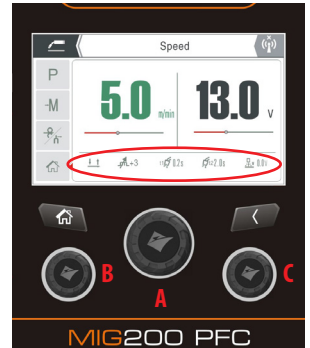 Speed
P
-M
5.0 m/min 13.0 V
+3 0.2s 2.0s 0.0s
B C
A
MIG200 PFC